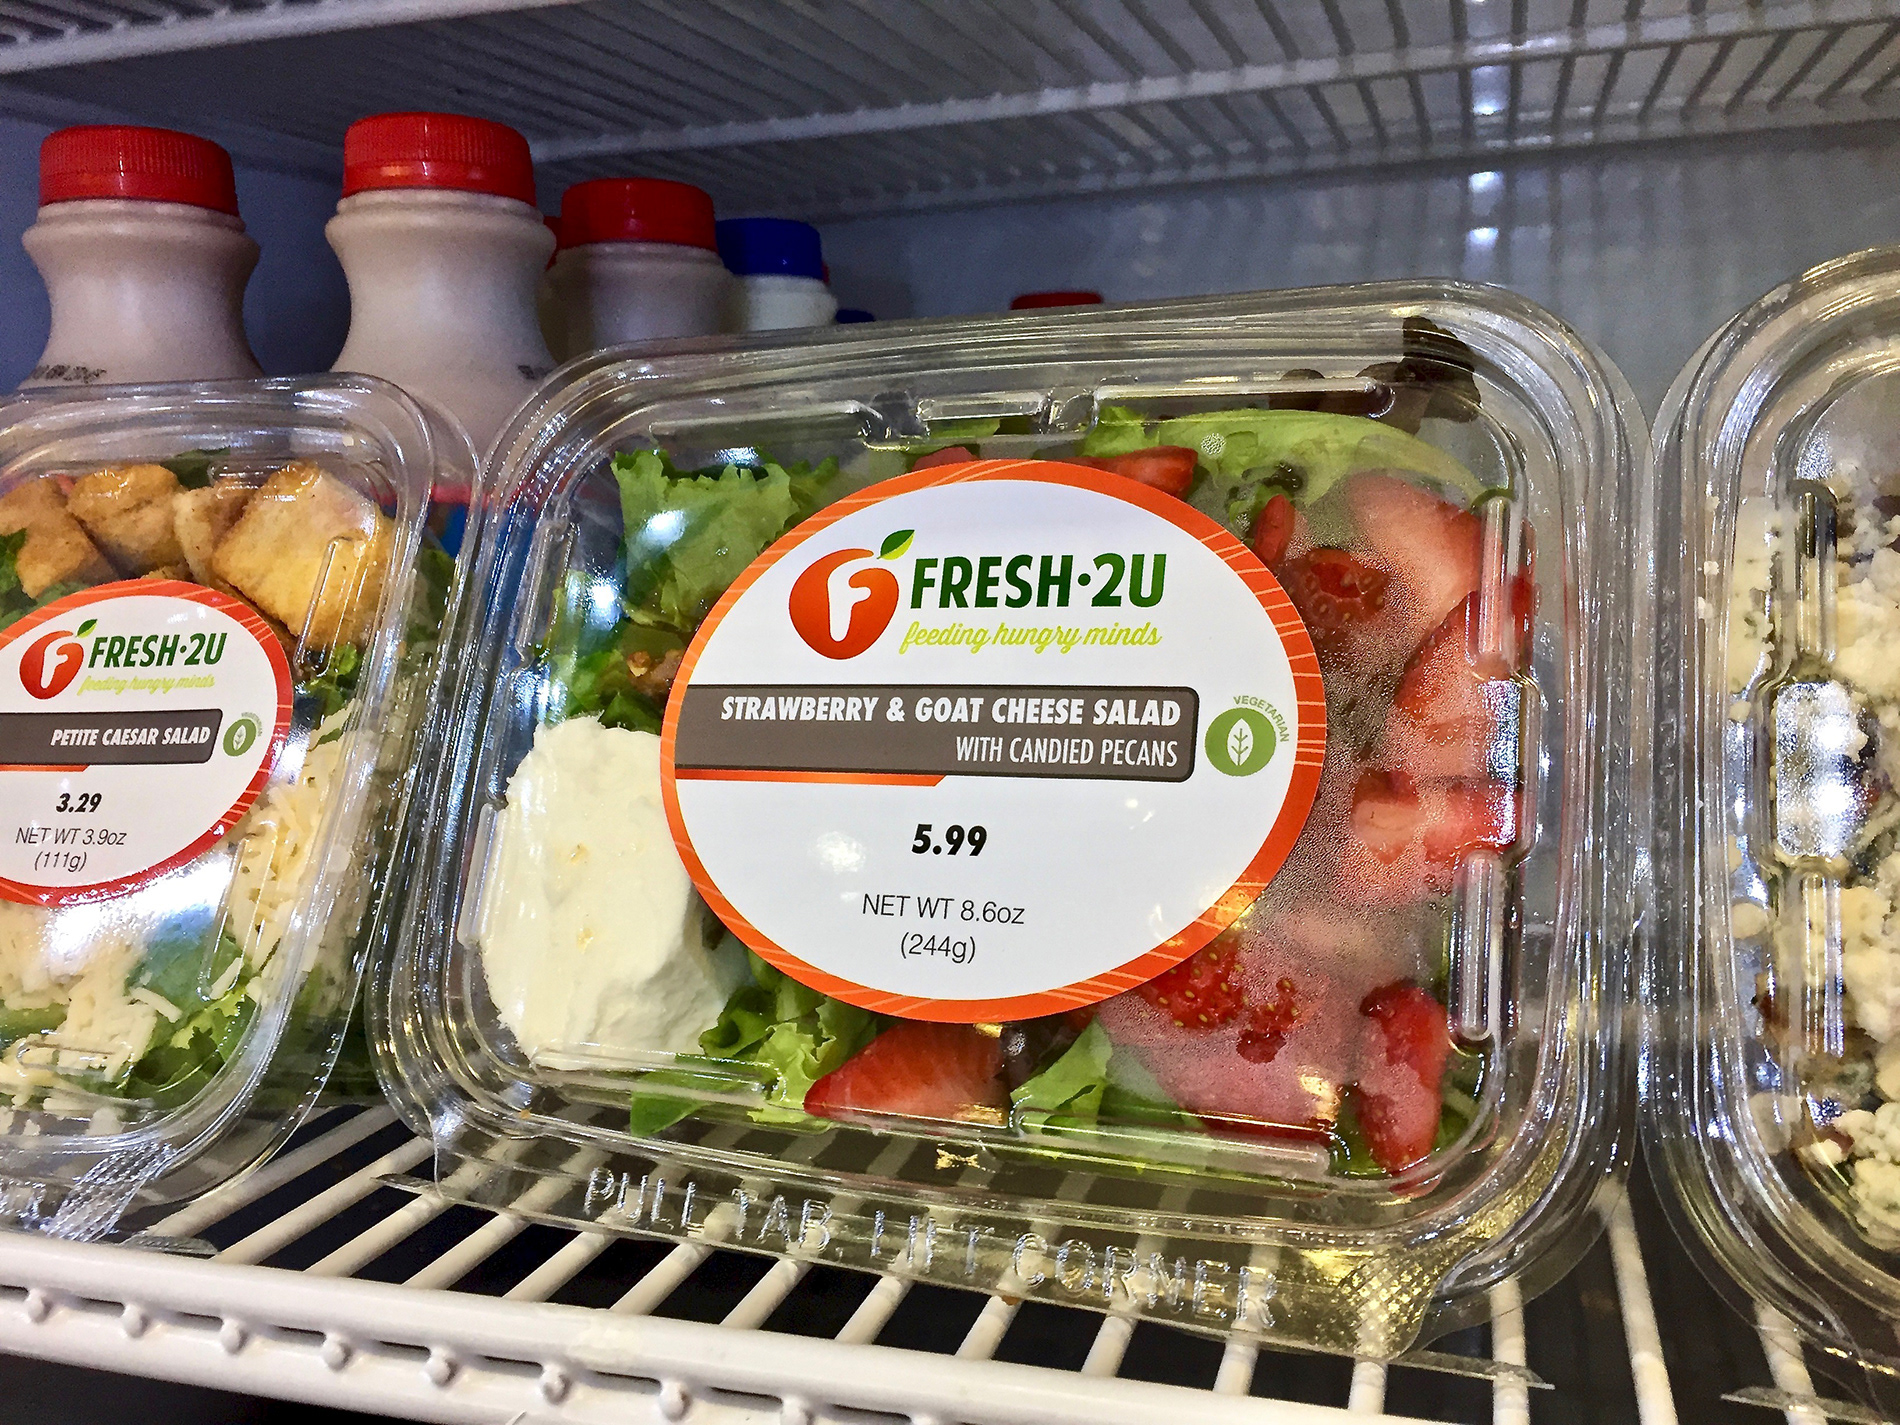 FRESH•2U
feeding hungry minds
PETITE CAESAR SALAD
VEGETARIAN
3.29
NET WT 3.9oz
(111g)
F
FRESH•2U
feeding hungry minds
STRAWBERRY & GOAT CHEESE SALAD
WITH CANDIED PECANS
VEGETARIAN
5.99
NET WT 8.6oz
(244g)
PULL TAB, LIFT CORNER